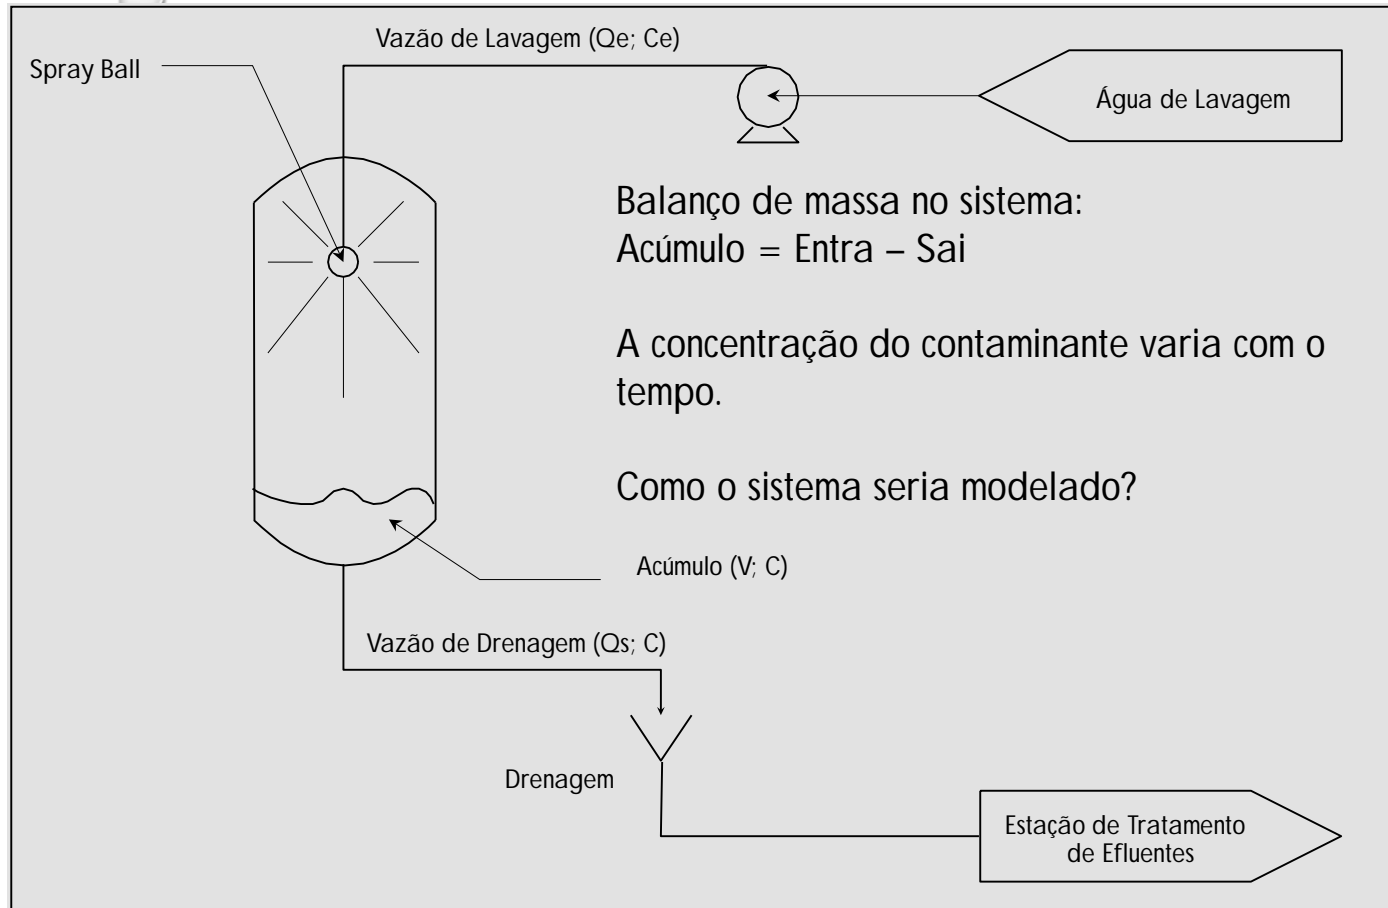 Vazão de Lavagem (Qe; Ce)
Spray Ball
Água de Lavagem
Balanço de massa no sistema:
Acúmulo = Entra – Sai
A concentração do contaminante varia com o
tempo.
Como o sistema seria modelado?
Acúmulo (V; C)
Vazão de Drenagem (Qs; C)
Drenagem
Estação de Tratamento
de Efluentes